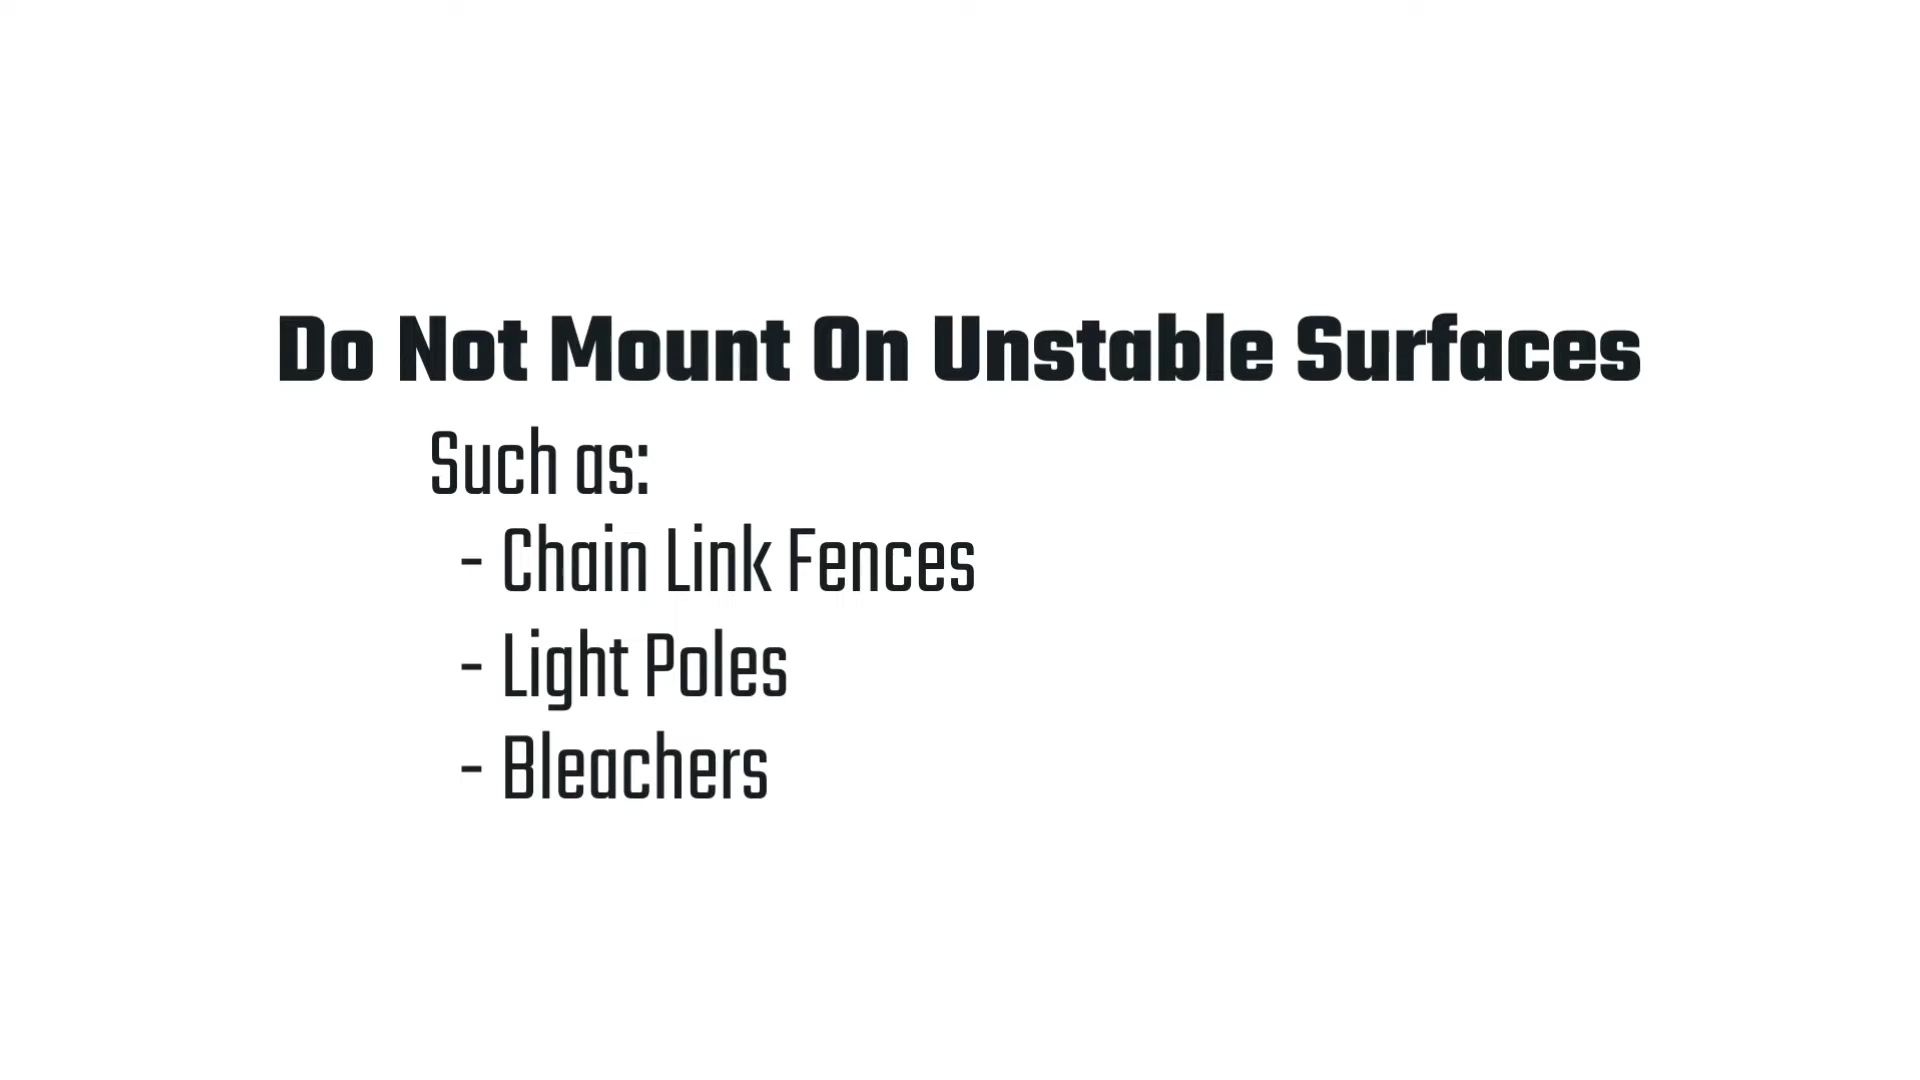 Do Not Mount On Unstable Surfaces
Such as:
- Chain Link Fences
- Light Poles
- Bleachers